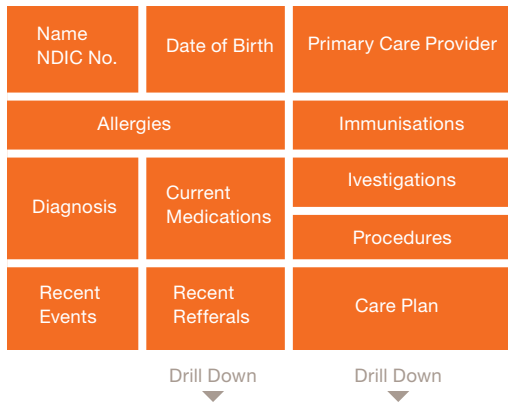 Name
NDIC No.
Date of Birth
Primary Care Provider
Allergies
Immunisations
Diagnosis
Current
Medications
Ivestigations
Procedures
Recent
Events
Recent
Refferals
Care Plan
Drill Down
Drill Down